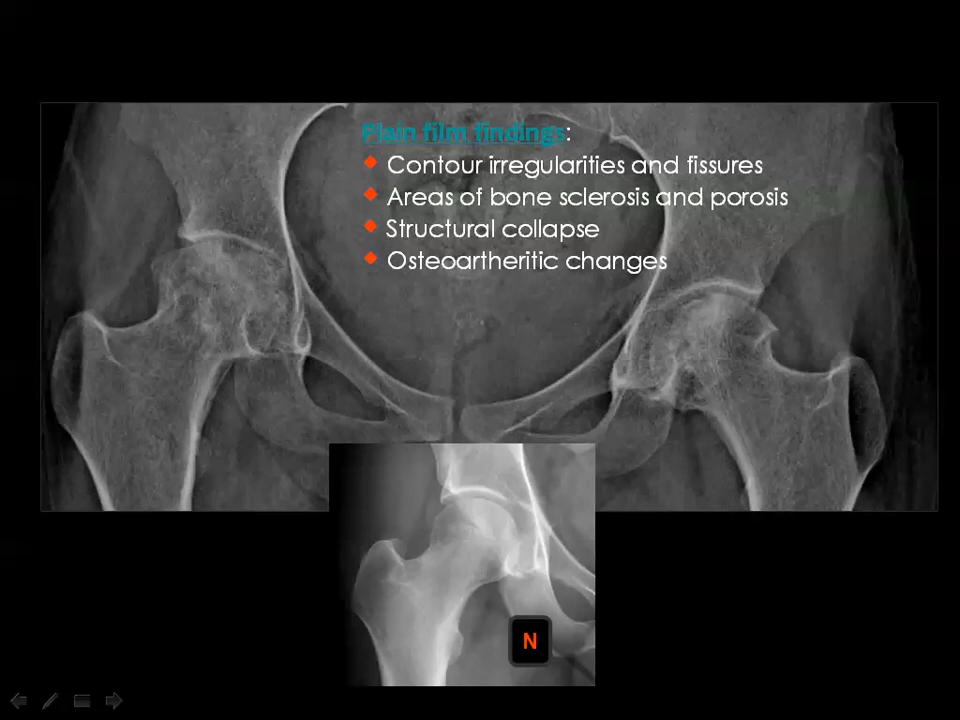 Plain film findings:
Contour irregularities and fissures
Areas of bone sclerosis and porosis
Structural collapse
Osteoartheritic changes
N